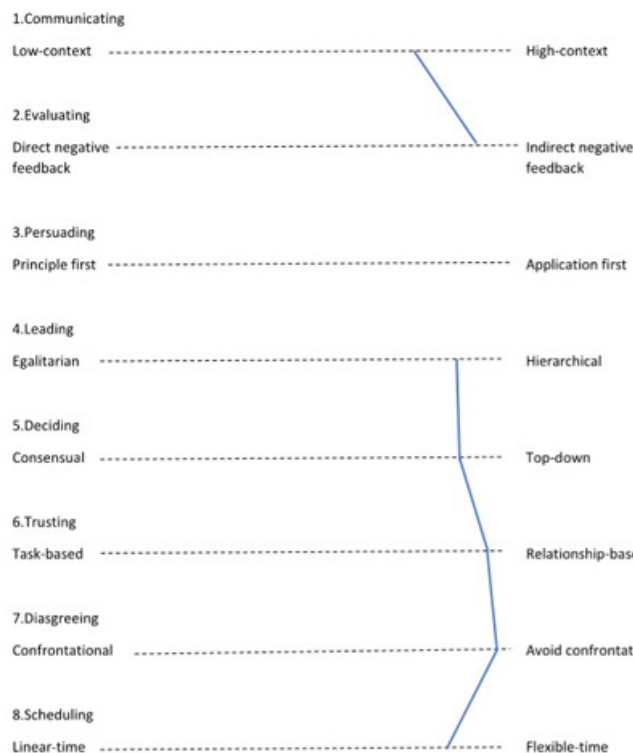 1.Communicating
Low-context High-context
2.Evaluating
Direct negative feedback Indirect negative feedback
3.Persuading
Principle first Application first
4.Leading
Egalitarian Hierarchical
5.Deciding
Consensual Top-down
6.Trusting
Task-based Relationship-bas
7.Diasgreeing
Confrontational Avoid confrontat
8.Scheduling
Linear-time Flexible-time